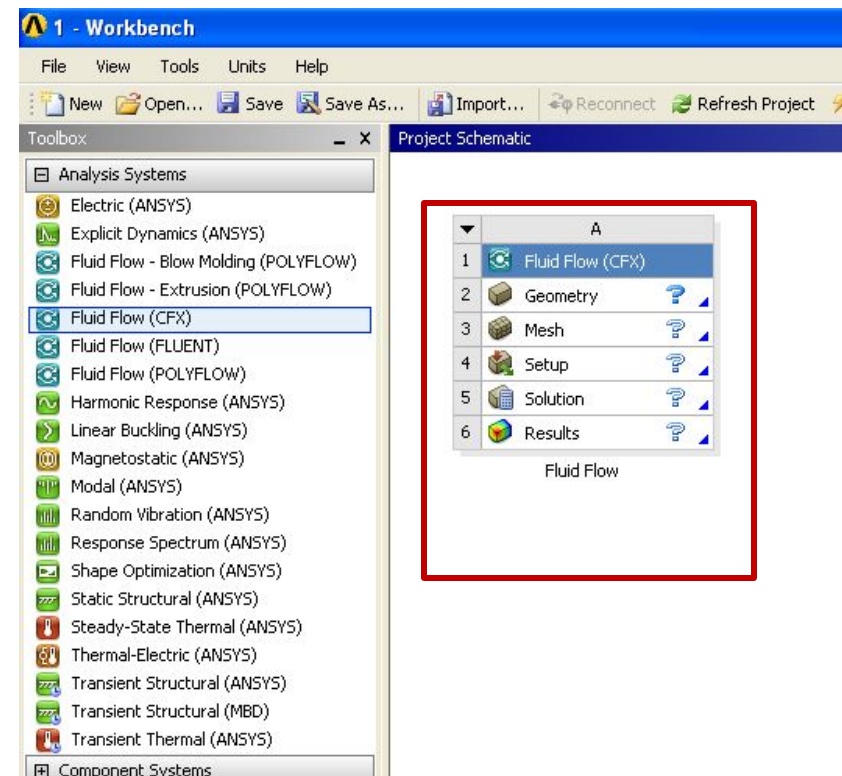 1 - Workbench
File View Tools Units Help
New Open... Save Save As... Import... Reconnect Refresh Project
Toolbox
Project Schematic
Analysis Systems
Electric (ANSYS)
Explicit Dynamics (ANSYS)
Fluid Flow - Blow Molding (POLYFLOW)
Fluid Flow - Extrusion (POLYFLOW)
Fluid Flow (CFX)
Fluid Flow (FLUENT)
Fluid Flow (POLYFLOW)
Harmonic Response (ANSYS)
Linear Buckling (ANSYS)
Magnetostatic (ANSYS)
Modal (ANSYS)
Random Vibration (ANSYS)
Response Spectrum (ANSYS)
Shape Optimization (ANSYS)
Static Structural (ANSYS)
Steady-State Thermal (ANSYS)
Thermal-Electric (ANSYS)
Transient Structural (ANSYS)
Transient Structural (MBD)
Transient Thermal (ANSYS)
Component Systems
A
1 Fluid Flow (CFX)
2 Geometry ?
3 Mesh ?
4 Setup ?
5 Solution ?
6 Results ?
Fluid Flow